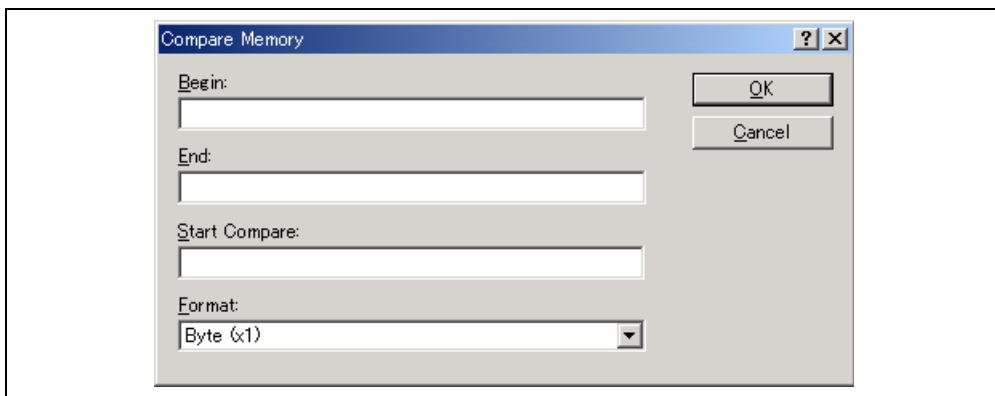 Compare Memory
Begin:
OK
Cancel
End:
Start Compare:
Format:
Byte (x1)